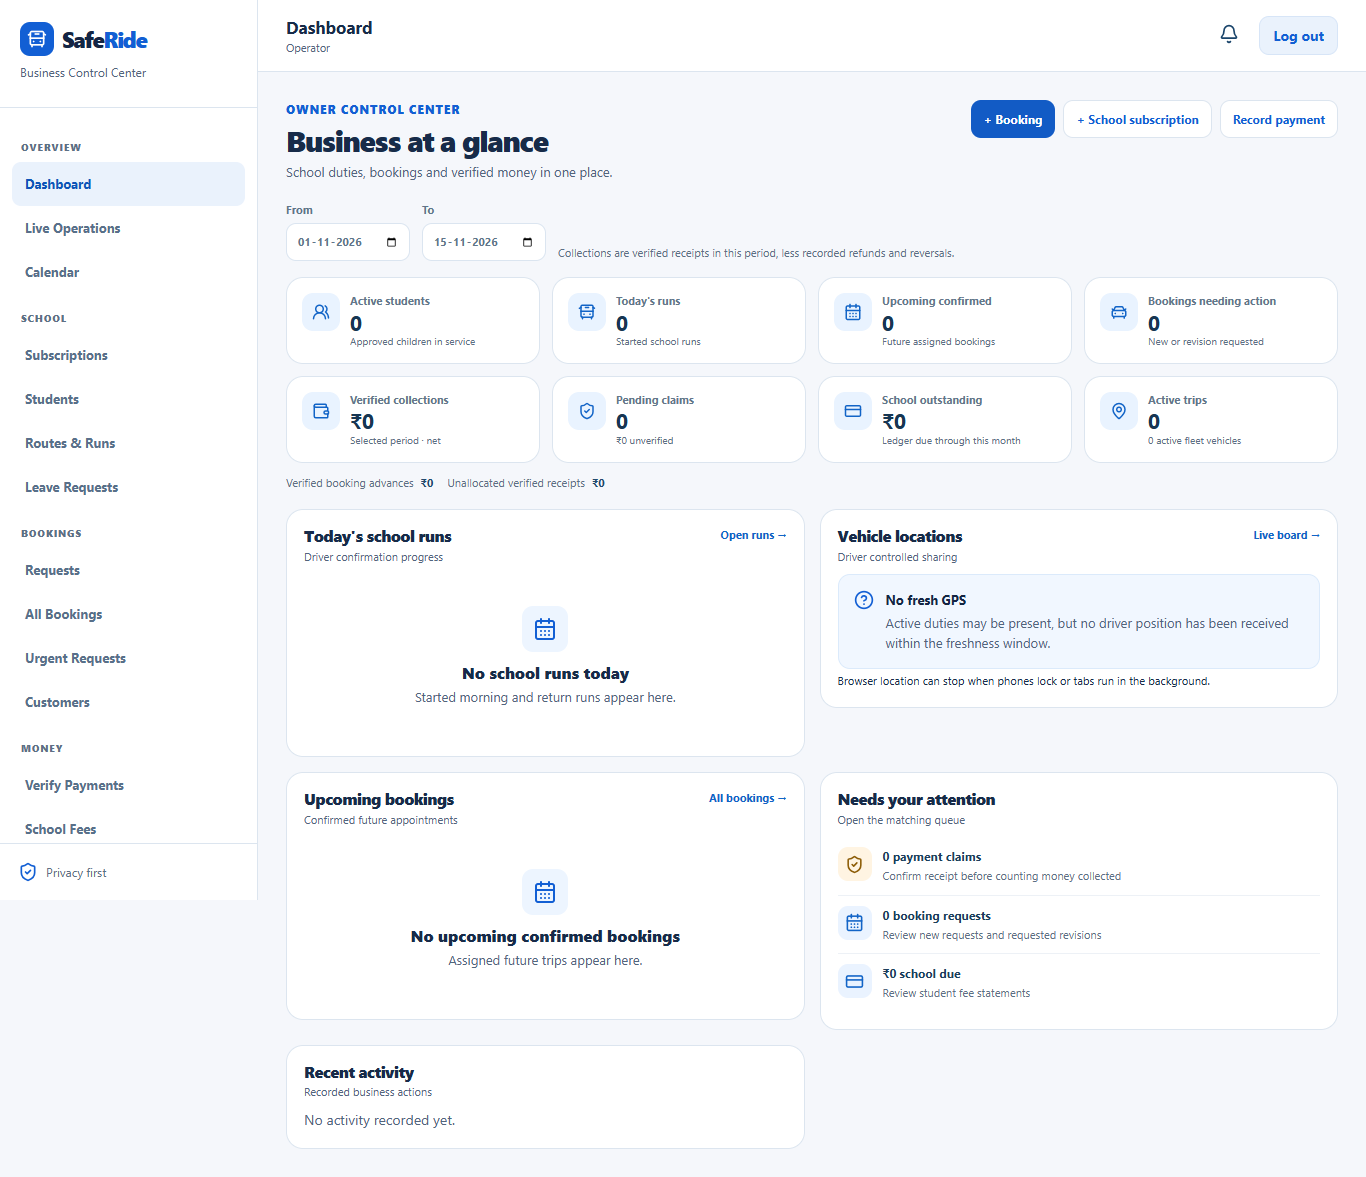 SafeRide
Business Control Center
OVERVIEW
Dashboard
Live Operations
Calendar
SCHOOL
Subscriptions
Students
Routes & Runs
Leave Requests
BOOKINGS
Requests
All Bookings
Urgent Requests
Customers
MONEY
Verify Payments
School Fees
Privacy first
Dashboard
Operator
Log out
OWNER CONTROL CENTER
Business at a glance
School duties, bookings and verified money in one place.
+ Booking
+ School subscription
Record payment
From
To
01-11-2026
15-11-2026
Collections are verified receipts in this period, less recorded refunds and reversals.
Active students
0
Approved children in service
Today's runs
0
Started school runs
Upcoming confirmed
0
Future assigned bookings
Bookings needing action
0
New or revision requested
Verified collections
₹0
Selected period · net
Pending claims
0
₹0 unverified
School outstanding
₹0
Ledger due through this month
Active trips
0
0 active fleet vehicles
Verified booking advances ₹0 Unallocated verified receipts ₹0
Today's school runs
Open runs →
Driver confirmation progress
No school runs today
Started morning and return runs appear here.
Vehicle locations
Live board →
Driver controlled sharing
No fresh GPS
Active duties may be present, but no driver position has been received
within the freshness window.
Browser location can stop when phones lock or tabs run in the background.
Upcoming bookings
All bookings →
Confirmed future appointments
No upcoming confirmed bookings
Assigned future trips appear here.
Needs your attention
Open the matching queue
0 payment claims
Confirm receipt before counting money collected
0 booking requests
Review new requests and requested revisions
₹0 school due
Review student fee statements
Recent activity
Recorded business actions
No activity recorded yet.